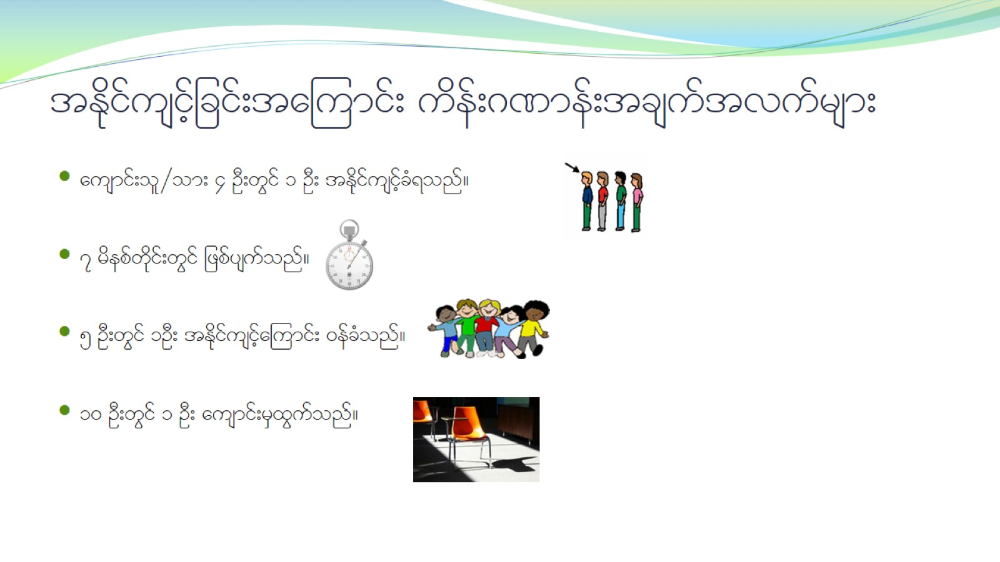 အနိုင်ကျင့်ခြင်းအကြောင်း ကိန်းဂဏာန်းအချက်အလက်များ
ကျောင်းသူ/သား ၄ ဦးတွင် ၁ ဦး အနိုင်ကျင့်ခံရသည်။
၇ မိနစ်တိုင်းတွင် ဖြစ်ပျက်သည်။
၅ ဦးတွင် ၁ဦး အနိုင်ကျင့်ကြောင်း ဝန်ခံသည်။
၁၀ ဦးတွင် ၁ ဦး ကျောင်းမှထွက်သည်။